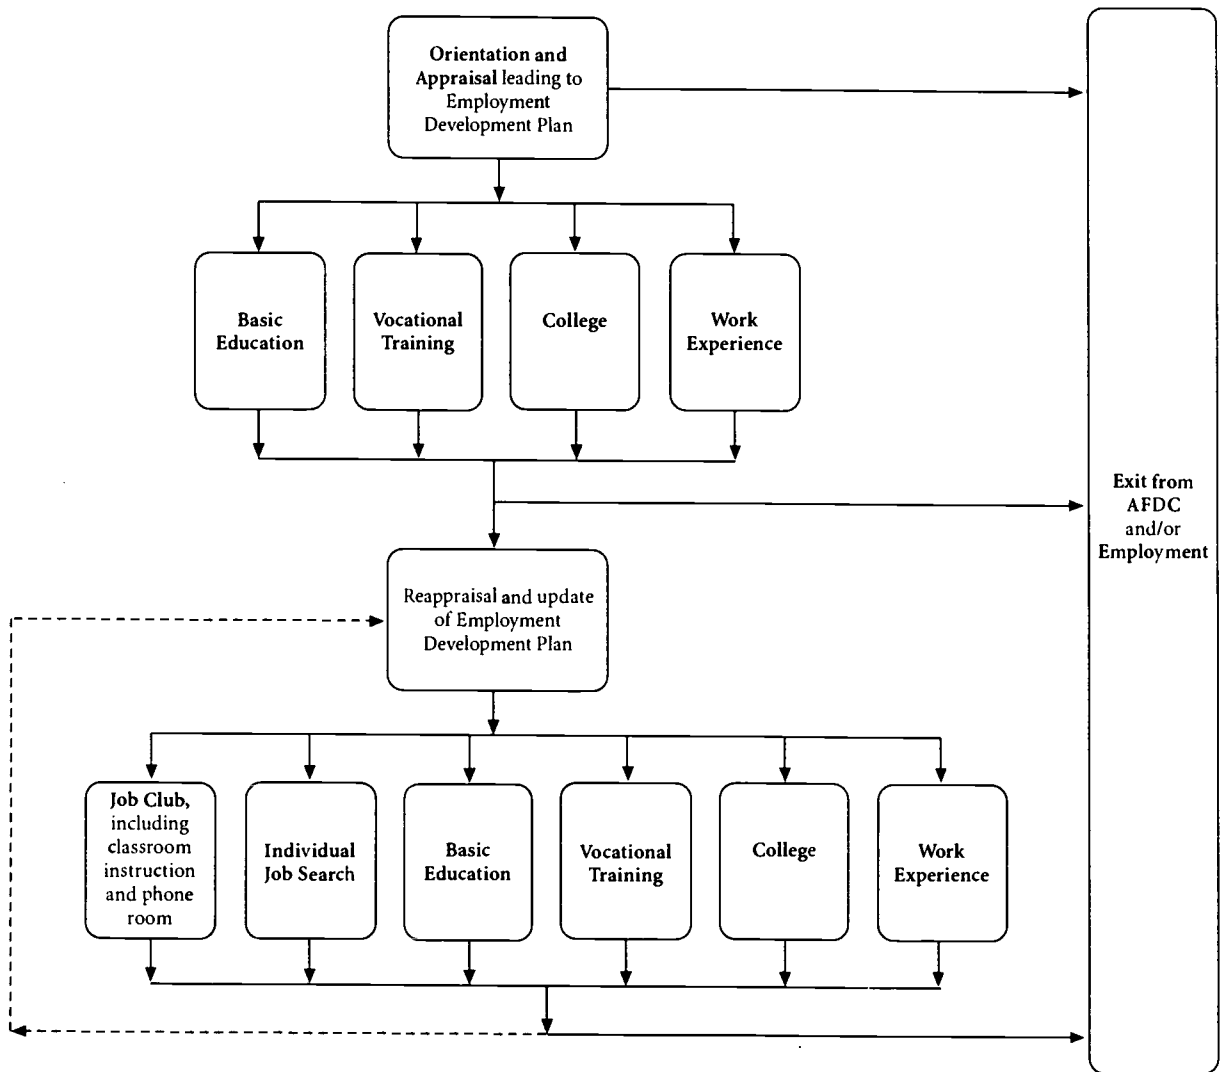 Orientation and
Appraisal leading to
Employment
Development Plan
Basic
Education
Vocational
Training
College
Work
Experience
Exit from
AFDC
and/or
Employment
Reappraisal and update
of Employment
Development Plan
Job Club,
including
classroom
instruction
and phone
room
Individual
Job Search
Basic
Education
Vocational
Training
College
Work
Experience